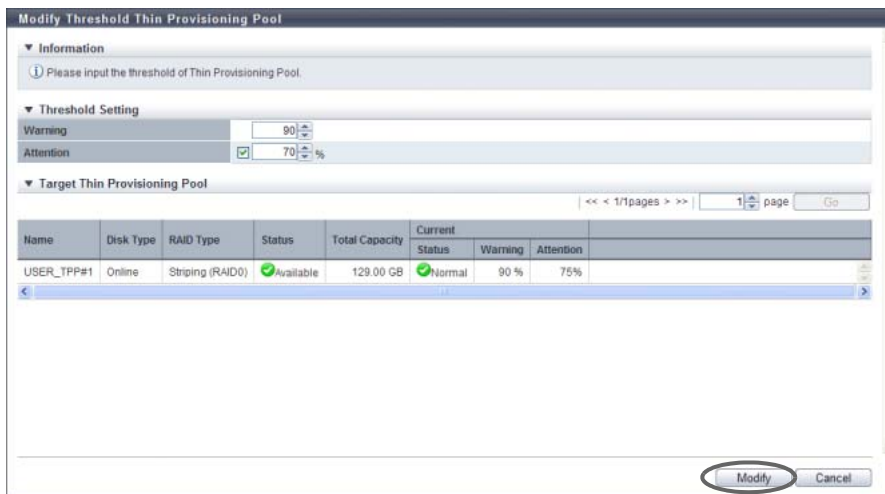 Modify Threshold Thin Provisioning Pool
▼ Information
Please input the threshold of Thin Provisioning Pool.
▼ Threshold Setting
Warning 90
Attention 70 %
▼ Target Thin Provisioning Pool
| << < 1/1pages > >> | 1 page Go
Current
Name Disk Type RAID Type Status Total Capacity Status Warning Attention
USER_TPP#1 Online Striping (RAID0) Available 129.00 GB Normal 90 % 75%
Modify Cancel